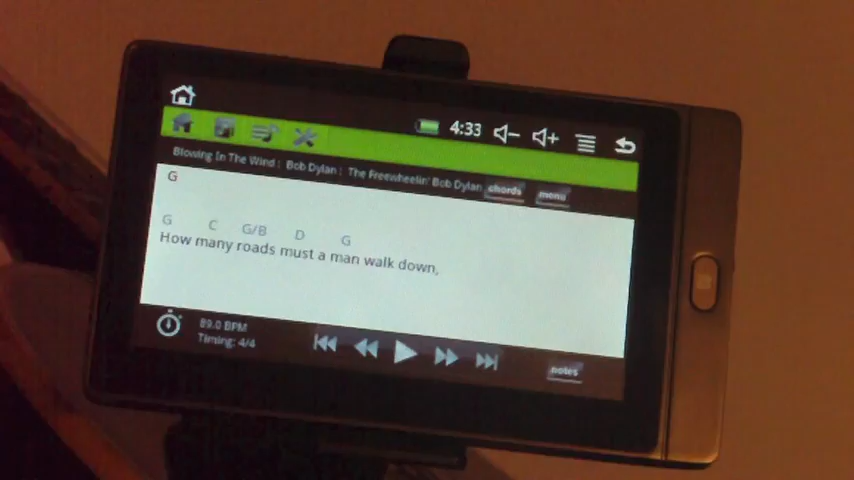 4:33
Blowing In The Wind : Bob Dylan : The Freewheelin' Bob Dylan
chords
menu
G
G C G/B D G
How many roads must a man walk down,
89.0 BPM
Timing: 4/4
notes